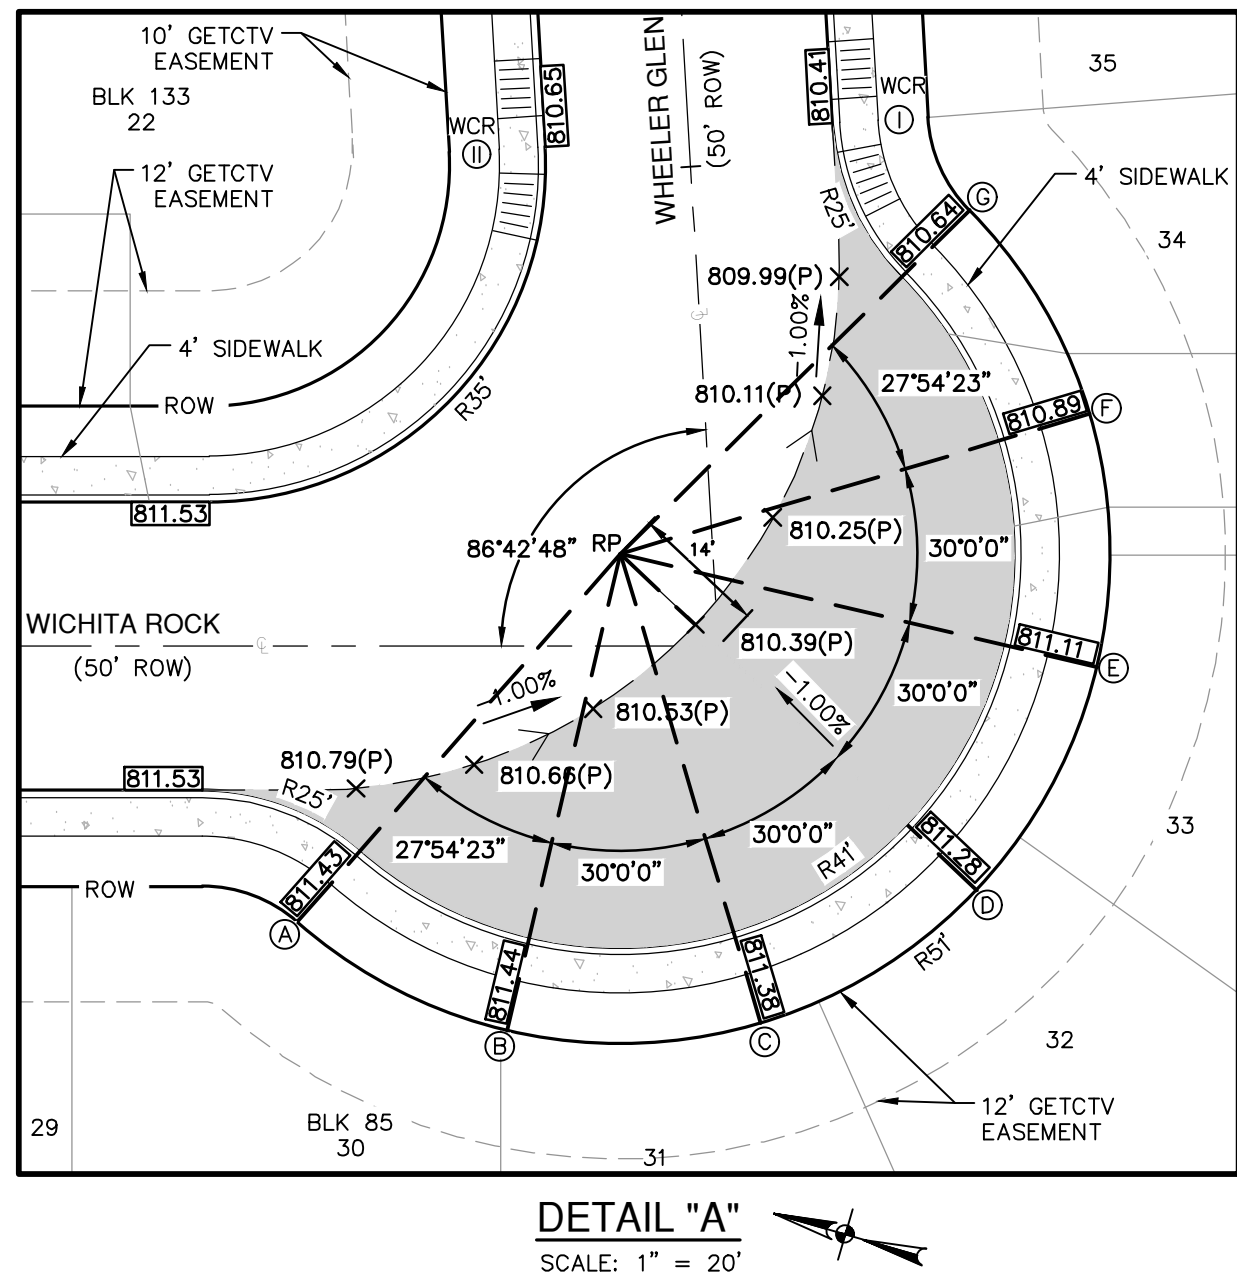 10' GETCTV
EASEMENT
BLK 133
22
12' GETCTV
EASEMENT
4' SIDEWALK
ROW
811.53
WCR
II
810.65
R35'
WHEELER GLEN
(50' ROW)
810.41
WCR
I
35
4' SIDEWALK
34
R25'
G
810.64
809.99(P)
-1.00%
℄
810.11(P)
27°54'23"
810.89
F
810.25(P)
30°0'0"
86°42'48"
RP
14'
WICHITA ROCK
(50' ROW)
℄
810.39(P)
811.11
E
30°0'0"
-1.00%
-1.00%
810.53(P)
810.79(P)
810.66(P)
811.53
R25'
27°54'23"
30°0'0"
30°0'0"
R41'
811.28
D
33
ROW
811.43
A
811.44
B
811.38
C
R51'
32
12' GETCTV
EASEMENT
29
BLK 85
30
31
DETAIL "A"
SCALE: 1" = 20'